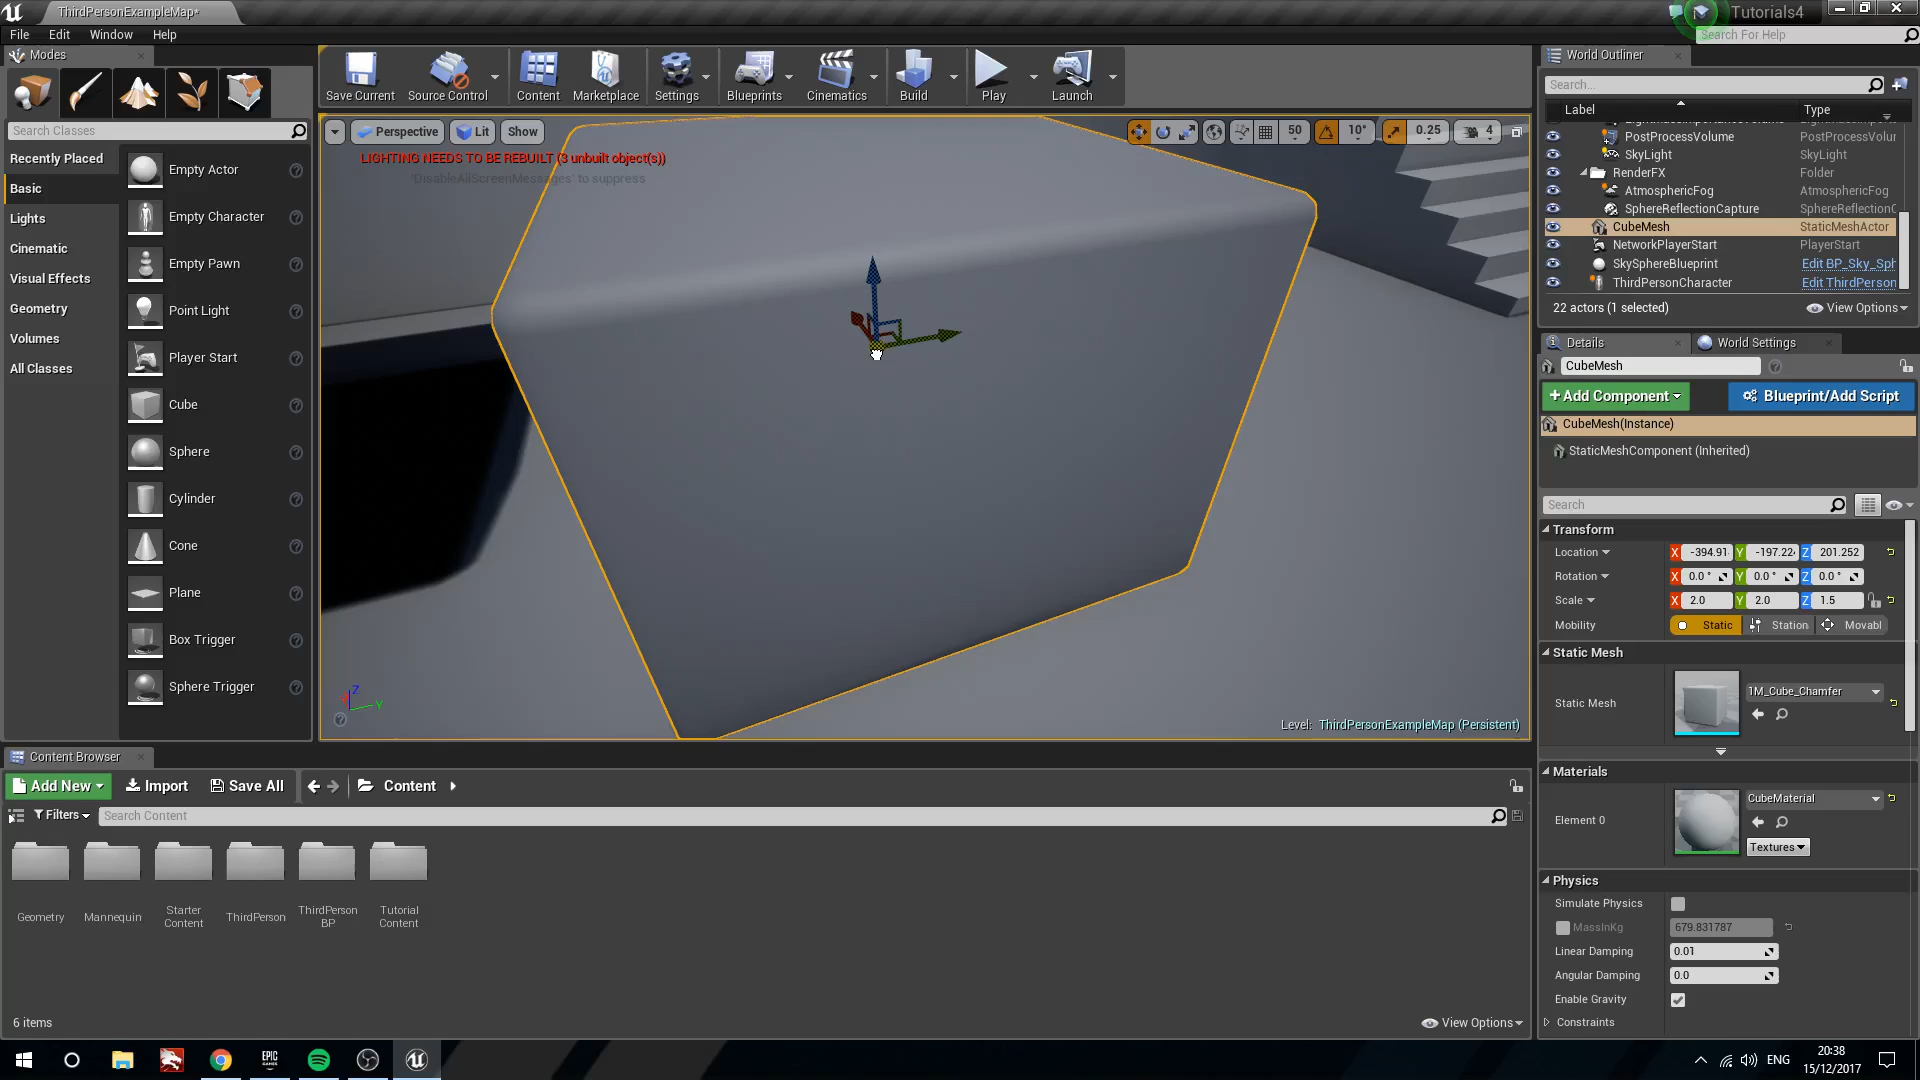 ThirdPersonExampleMap*
Tutorials4
File Edit Window Help
Search For Help
Modes
World Outliner
Save Current Source Control Content Marketplace Settings Blueprints Cinematics Build Play Launch
Search...
Label Type
Search Classes
Perspective Lit Show 50 10° 0.25 4
LIGHTING NEEDS TO BE REBUILT (3 unbuilt object(s))
'DisableAllScreenMessages' to suppress
Recently Placed
Basic
Lights
Cinematic
Visual Effects
Geometry
Volumes
All Classes
Empty Actor
Empty Character
Empty Pawn
Point Light
Player Start
Cube
Sphere
Cylinder
Cone
Plane
Box Trigger
Sphere Trigger
PostProcessVolume PostProcessVolur
SkyLight SkyLight
RenderFX Folder
AtmosphericFog AtmosphericFog
SphereReflectionCapture SphereReflectionC
CubeMesh StaticMeshActor
NetworkPlayerStart PlayerStart
SkySphereBlueprint Edit BP_Sky_Sph
ThirdPersonCharacter Edit ThirdPerson
22 actors (1 selected) View Options
Details World Settings
CubeMesh
+Add Component Blueprint/Add Script
CubeMesh(Instance)
StaticMeshComponent (Inherited)
Search
Transform
Location X -394.91 Y -197.22 Z 201.252
Rotation X 0.0 ° Y 0.0 ° Z 0.0 °
Scale X 2.0 Y 2.0 Z 1.5
Mobility Static Station Movabl
Static Mesh
Static Mesh 1M_Cube_Chamfer
Materials
Element 0 CubeMaterial
Textures
Physics
Simulate Physics
MassInKg 679.831787
Linear Damping 0.01
Angular Damping 0.0
Enable Gravity
Constraints
Z
Y
Level: ThirdPersonExampleMap (Persistent)
Content Browser
Add New Import Save All Content
Filters Search Content
Geometry
Mannequin
Starter Content
ThirdPerson
ThirdPerson BP
Tutorial Content
6 items View Options
EPIC GAMES
ENG
20:38
15/12/2017